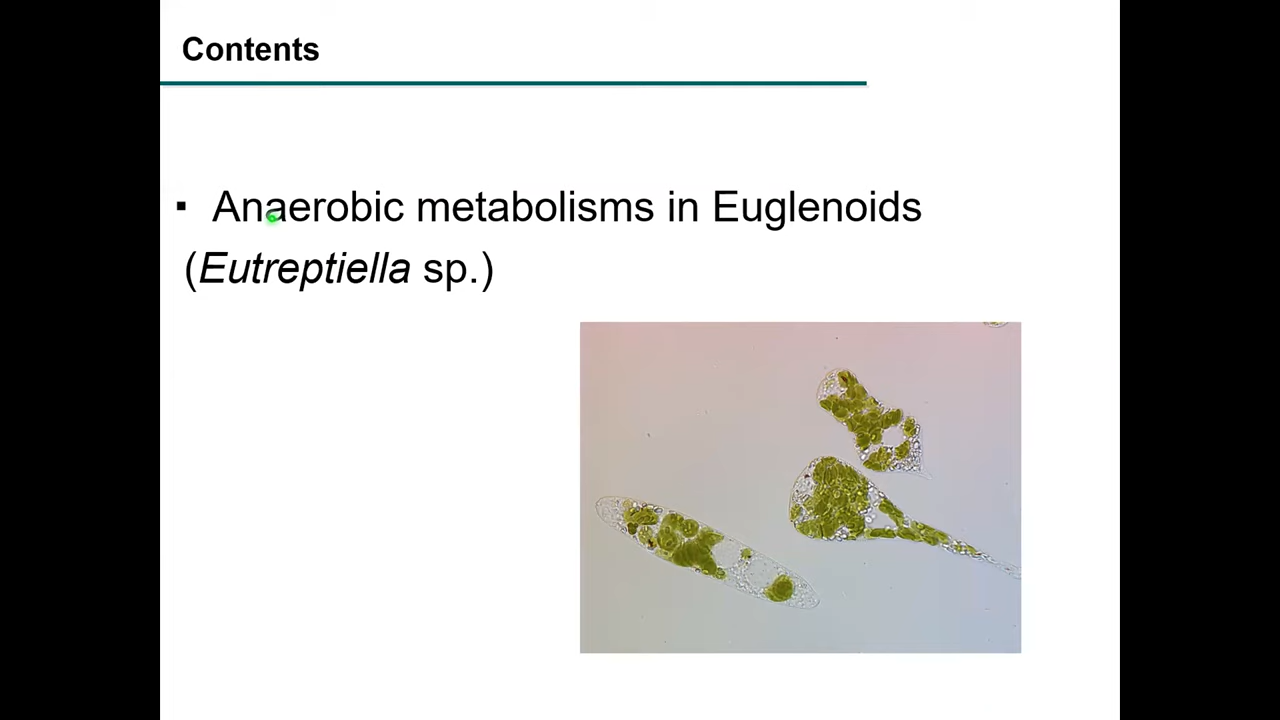 Contents
▪ Anaerobic metabolisms in Euglenoids
(Eutreptiella sp.)